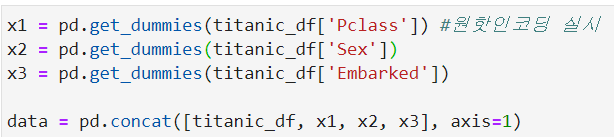 x1 = pd.get_dummies(titanic_df['Pclass']) #원핫인코딩 실시
x2 = pd.get_dummies(titanic_df['Sex'])
x3 = pd.get_dummies(titanic_df['Embarked'])
data = pd.concat([titanic_df, x1, x2, x3], axis=1)